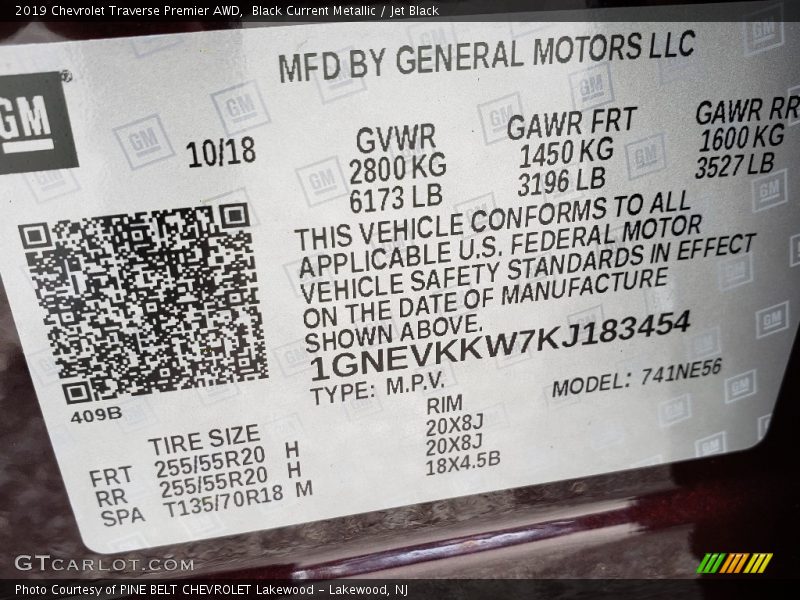 2019 Chevrolet Traverse Premier AWD, Black Current Metallic / Jet Black
MFD BY GENERAL MOTORS LLC
GM
10/18
GVWR GAWR FRT GAWR RR
2800 KG 1450 KG 1600 KG
6173 LB 3196 LB 3527 LB
THIS VEHICLE CONFORMS TO ALL
APPLICABLE U.S. FEDERAL MOTOR
VEHICLE SAFETY STANDARDS IN EFFECT
ON THE DATE OF MANUFACTURE
SHOWN ABOVE.
1GNEVKKW7KJ183454
TYPE: M.P.V. MODEL: 741NE56
409B
TIRE SIZE RIM
FRT 255/55R20 H 20X8J
RR 255/55R20 H 20X8J
SPA T135/70R18 M 18X4.5B
GTCARLOT.COM
Photo Courtesy of PINE BELT CHEVROLET Lakewood - Lakewood, NJ